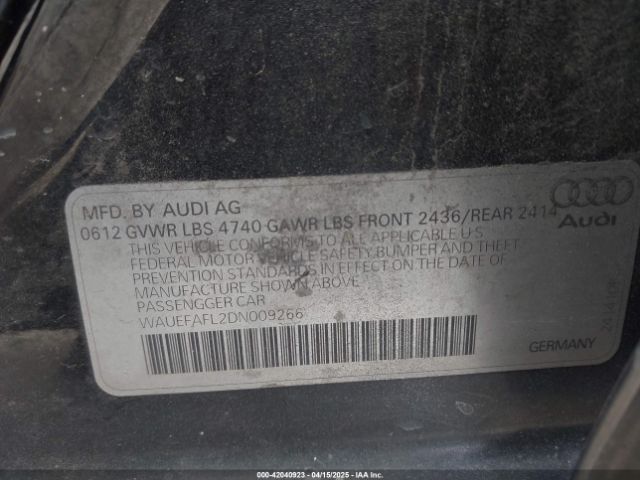 MFD. BY AUDI AG
0612 GVWR LBS 4740 GAWR LBS FRONT 2436/REAR 2414
THIS VEHICLE CONFORMS TO ALL APPLICABLE U.S.
FEDERAL MOTOR VEHICLE SAFETY, BUMPER AND THEFT
PREVENTION STANDARDS IN EFFECT ON THE DATE OF
MANUFACTURE SHOWN ABOVE
PASSENGGER CAR
WAUEFAFL2DN009266
Audi
GERMANY
000-42040923 - 04/15/2025 - IAAI.COM